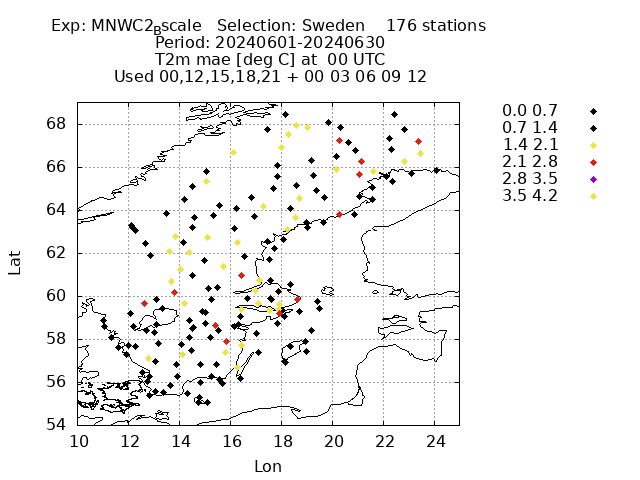 Exp: MNWC2Bscale Selection: Sweden 176 stations
Period: 20240601-20240630
T2m mae [deg C] at 00 UTC
Used 00,12,15,18,21 + 00 03 06 09 12
0.0 0.7
0.7 1.4
1.4 2.1
2.1 2.8
2.8 3.5
3.5 4.2
68
66
64
62
60
58
56
54
Lat
10 12 14 16 18 20 22 24
Lon